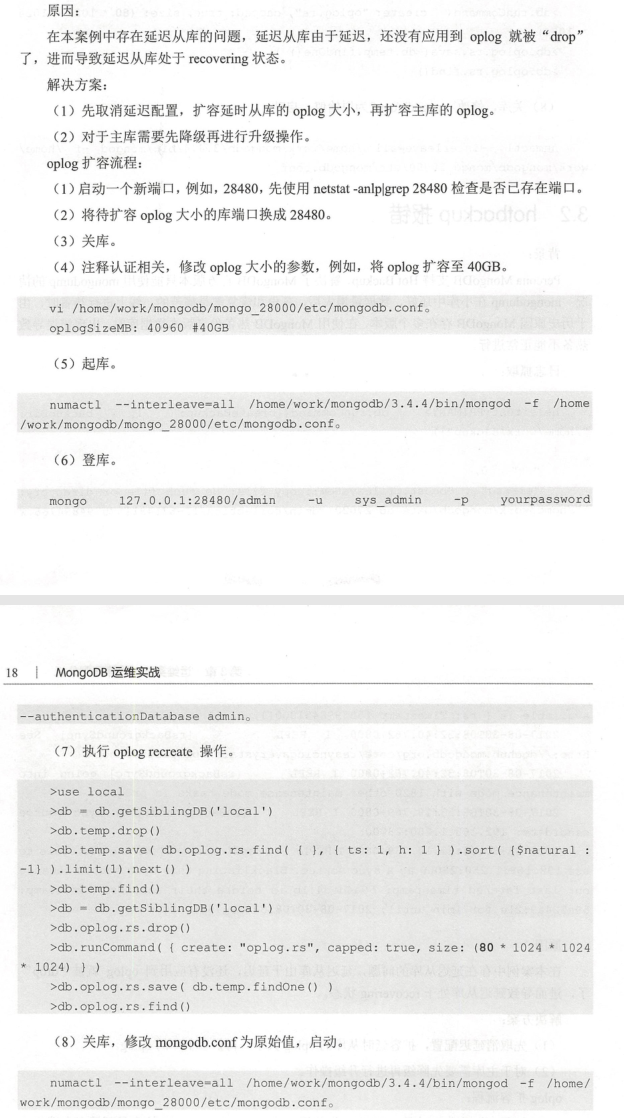 原因：
在本案例中存在延迟从库的问题，延迟从库由于延迟，还没有应用到 oplog 就被“drop”
了，进而导致延迟从库处于 recovering 状态。
解决方案：
（1）先取消延迟配置，扩容延时从库的 oplog 大小，再扩容主库的 oplog。
（2）对于主库需要先降级再进行升级操作。
oplog 扩容流程：
（1）启动一个新端口，例如，28480，先使用 netstat -anlp|grep 28480 检查是否已存在端口。
（2）将待扩容 oplog 大小的库端口换成 28480。
（3）关库。
（4）注释认证相关，修改 oplog 大小的参数，例如，将 oplog 扩容至 40GB。
vi /home/work/mongodb/mongo_28000/etc/mongodb.conf。
oplogSizeMB: 40960 #40GB
（5）起库。
numactl --interleave=all /home/work/mongodb/3.4.4/bin/mongod -f /home
/work/mongodb/mongo_28000/etc/mongodb.conf。
（6）登库。
mongo 127.0.0.1:28480/admin -u sys_admin -p yourpassword
18 | MongoDB 运维实战
--authenticationDatabase admin。
（7）执行 oplog recreate 操作。
>use local
>db = db.getSiblingDB('local')
>db.temp.drop()
>db.temp.save( db.oplog.rs.find( { }, { ts: 1, h: 1 } ).sort( {$natural :
-1} ).limit(1).next() )
>db.temp.find()
>db = db.getSiblingDB('local')
>db.oplog.rs.drop()
>db.runCommand( { create: "oplog.rs", capped: true, size: (80 * 1024 * 1024
* 1024) } )
>db.oplog.rs.save( db.temp.findOne() )
>db.oplog.rs.find()
（8）关库，修改 mongodb.conf 为原始值，启动。
numactl --interleave=all /home/work/mongodb/3.4.4/bin/mongod -f /home/
work/mongodb/mongo_28000/etc/mongodb.conf。